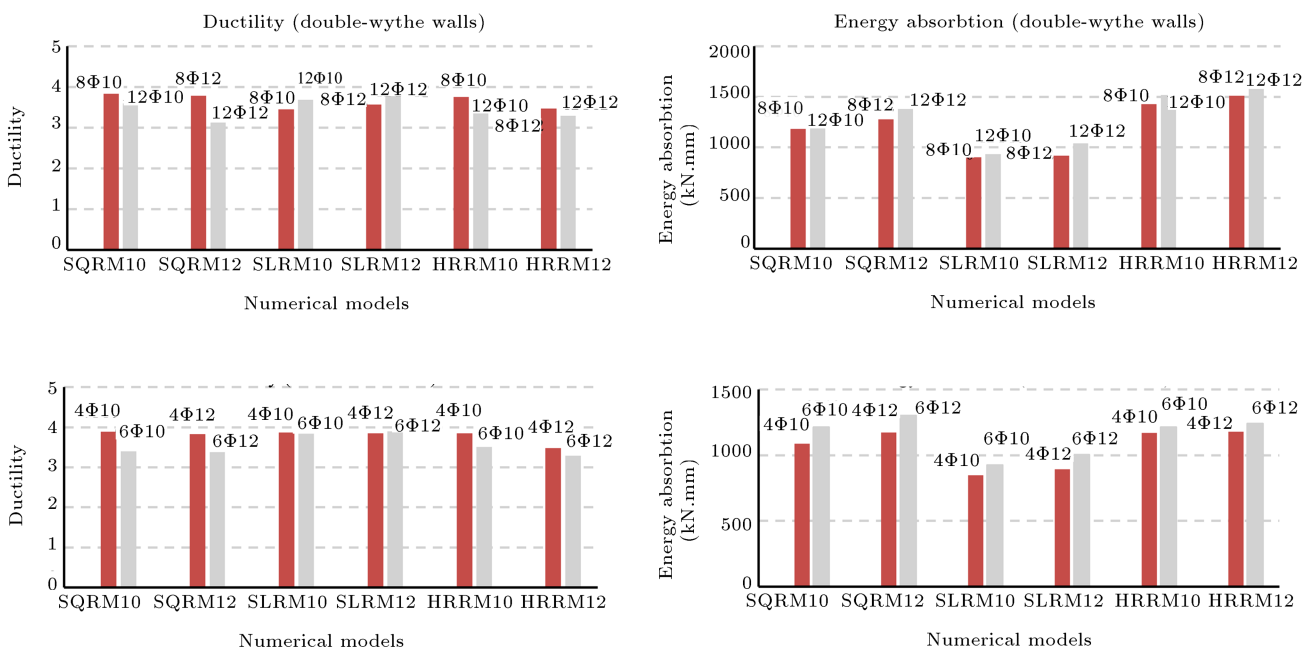 Ductility (double-wythe walls)
5
4
3
2
1
0
Ductility
8Φ10
12Φ10
8Φ12
12Φ12
8Φ10
12Φ10
8Φ12
12Φ12
8Φ10
12Φ10
8Φ12
12Φ12
SQRM10 SQRM12 SLRM10 SLRM12 HRRM10 HRRM12
Numerical models
Energy absorbtion (double-wythe walls)
2000
1500
1000
500
0
Energy absorbtion
(kN.mm)
8Φ10
12Φ10
8Φ12
12Φ12
8Φ10
12Φ10
8Φ12
12Φ12
8Φ10
12Φ10
8Φ12
12Φ12
SQRM10 SQRM12 SLRM10 SLRM12 HRRM10 HRRM12
Numerical models
5
4
3
2
1
0
Ductility
4Φ10
6Φ10
4Φ12
6Φ12
4Φ10
6Φ10
4Φ12
6Φ12
4Φ10
6Φ10
4Φ12
6Φ12
SQRM10 SQRM12 SLRM10 SLRM12 HRRM10 HRRM12
Numerical models
1500
1000
500
0
Energy absorbtion
(kN.mm)
4Φ10
6Φ10
4Φ12
6Φ12
4Φ10
6Φ10
4Φ12
6Φ12
4Φ10
6Φ10
4Φ12
6Φ12
SQRM10 SQRM12 SLRM10 SLRM12 HRRM10 HRRM12
Numerical models